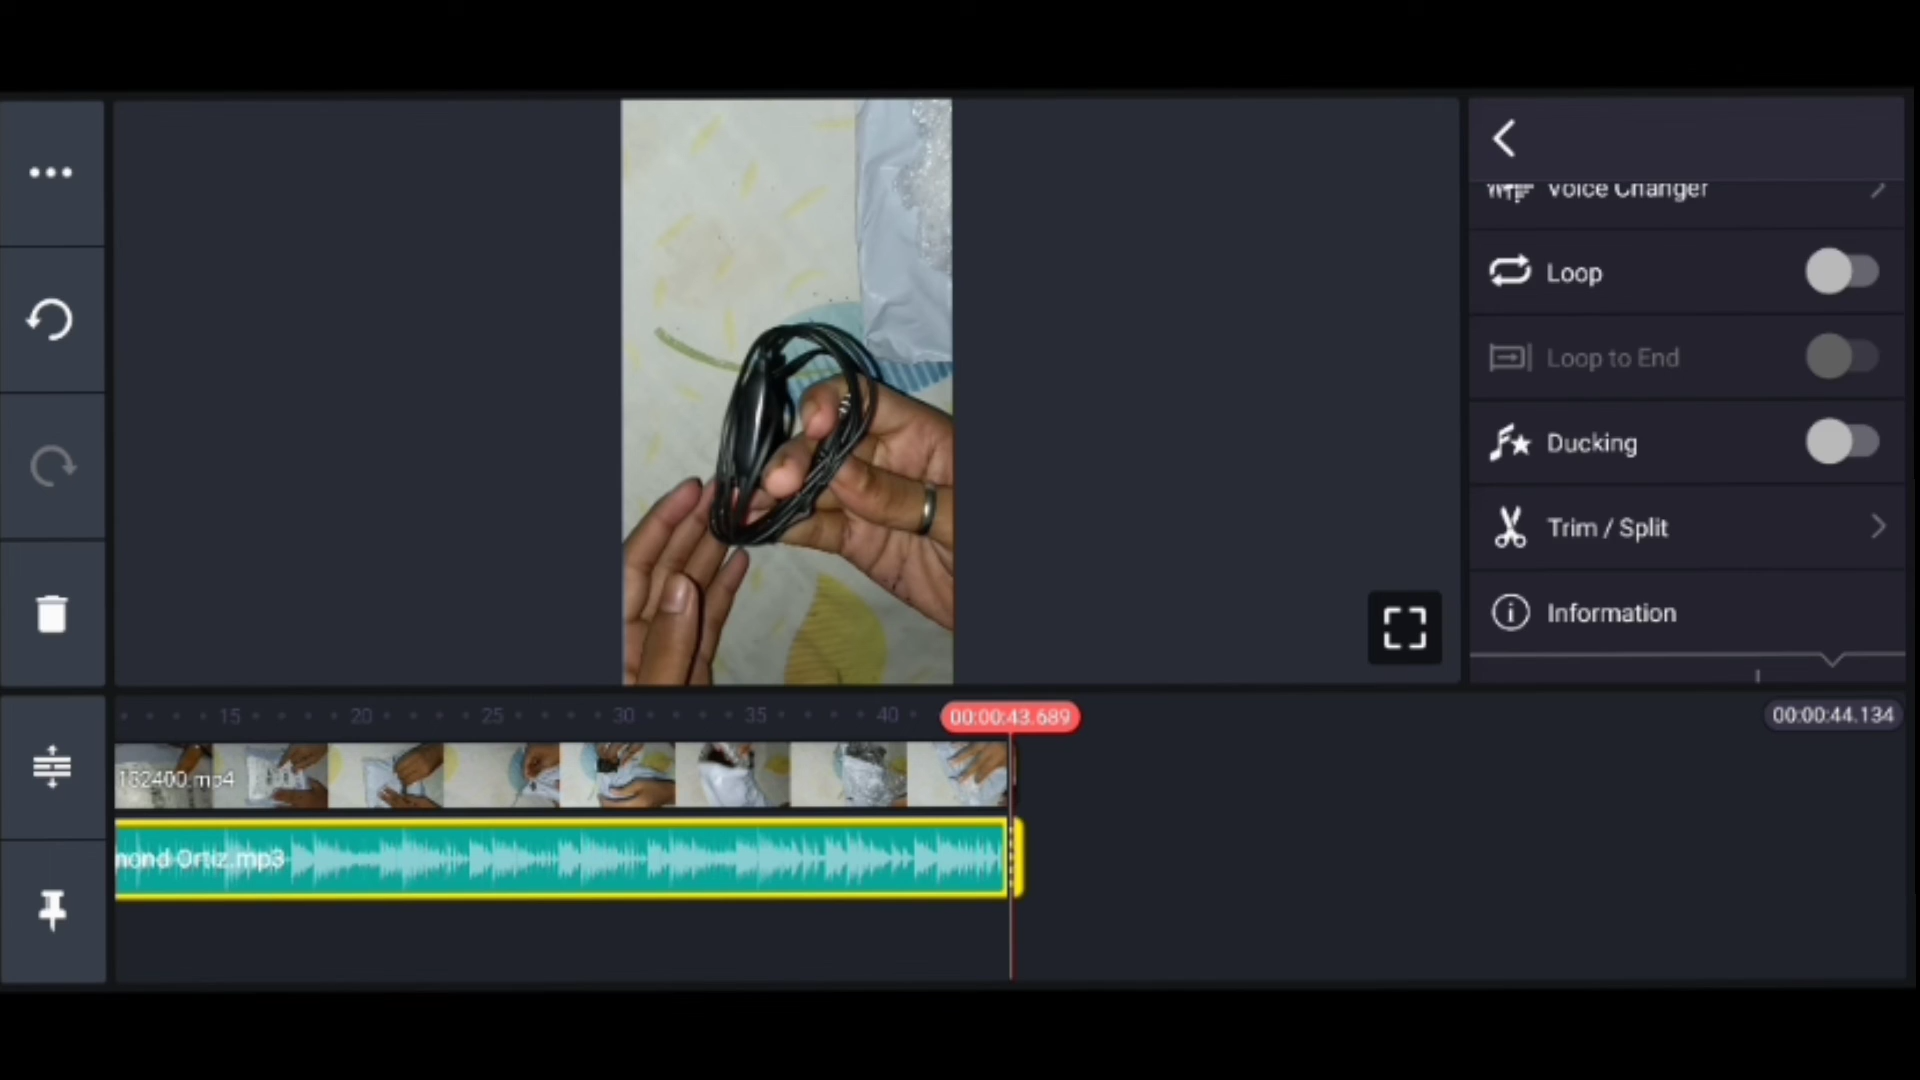 Voice Changer
Loop
Loop to End
Ducking
Trim / Split
Information
15 20 25 30 35 40 00:00:43.689 00:00:44.134
182400.mp4
mond Ortiz.mp3